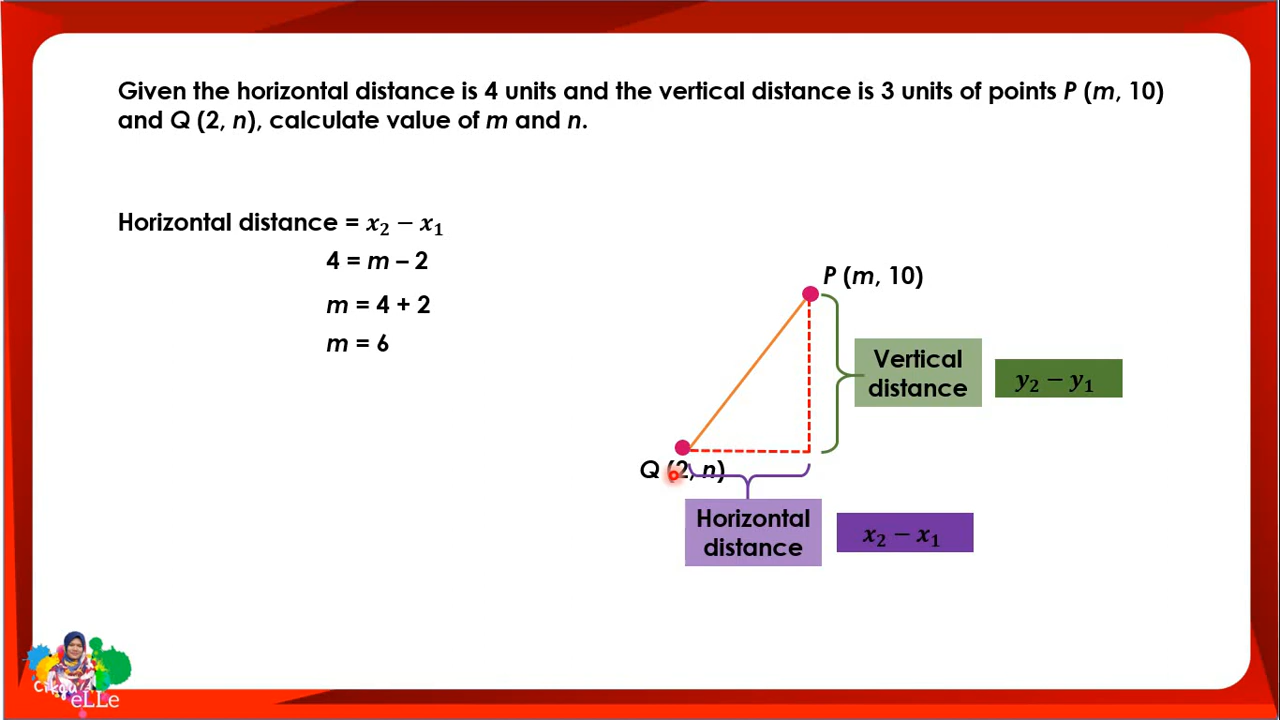 Given the horizontal distance is 4 units and the vertical distance is 3 units of points P (m, 10)
and Q (2, n), calculate value of m and n.
Horizontal distance = x₂ − x₁
4 = m – 2
m = 4 + 2
m = 6
P (m, 10)
Vertical
distance
y₂ − y₁
Q (2, n)
Horizontal
distance
x₂ − x₁
Cikgu
eLLe